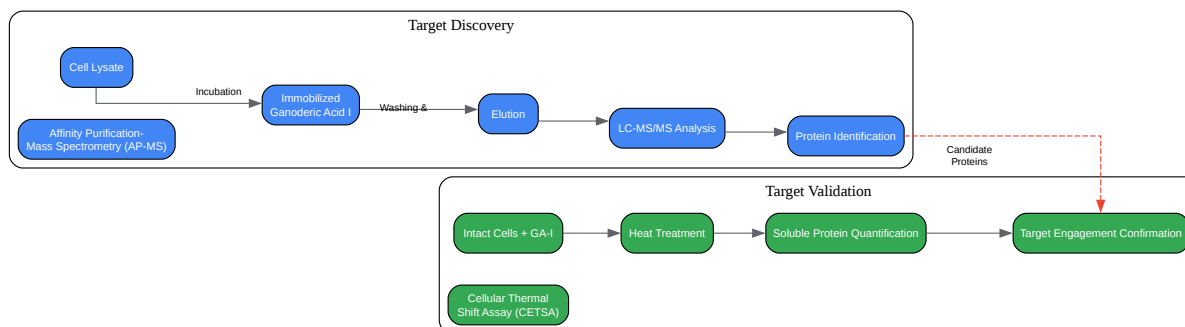 Target Discovery
Cell Lysate
Incubation
Immobilized
Ganoderic Acid I
Washing &
Elution
LC-MS/MS Analysis
Protein Identification
Affinity Purification-
Mass Spectrometry (AP-MS)
Candidate
Proteins
Target Validation
Intact Cells + GA-I
Heat Treatment
Soluble Protein Quantification
Target Engagement Confirmation
Cellular Thermal
Shift Assay (CETSA)